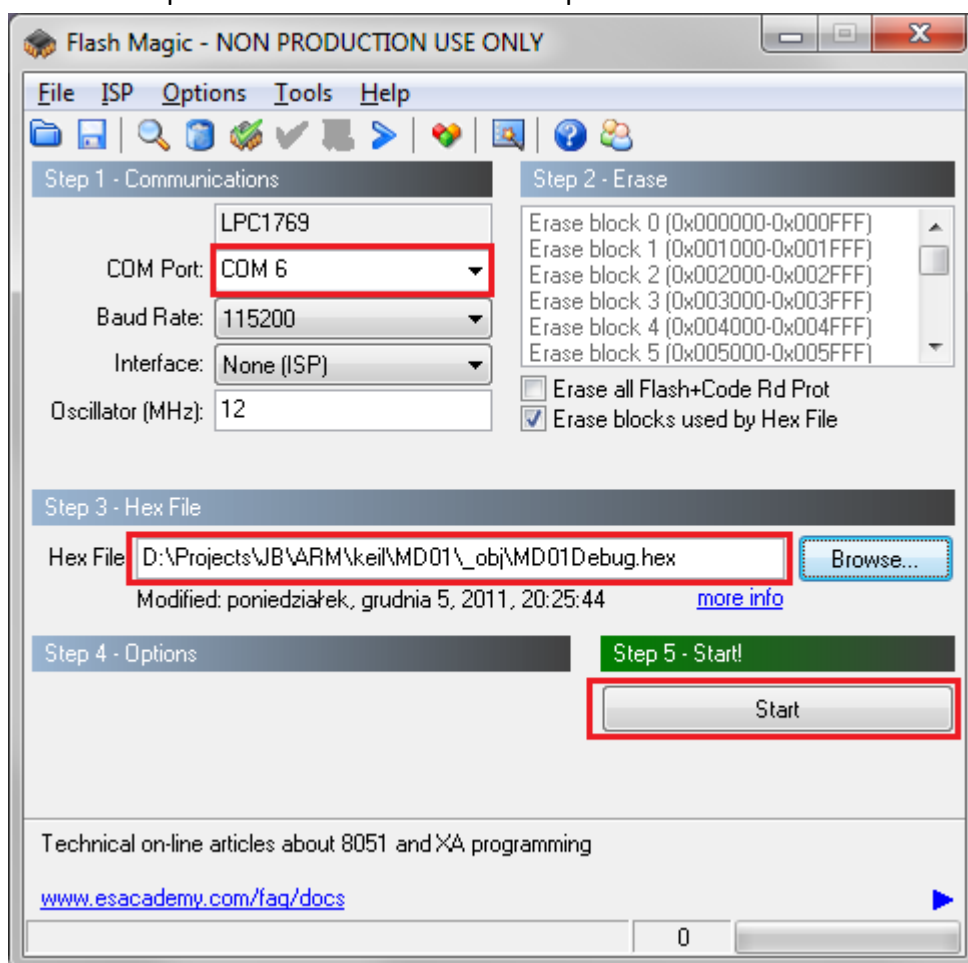 Flash Magic - NON PRODUCTION USE ONLY
File ISP Options Tools Help
Step 1 - Communications
LPC1769
COM Port: COM 6
Baud Rate: 115200
Interface: None (ISP)
Oscillator (MHz): 12
Step 2 - Erase
Erase block 0 (0x000000-0x000FFF)
Erase block 1 (0x001000-0x001FFF)
Erase block 2 (0x002000-0x002FFF)
Erase block 3 (0x003000-0x003FFF)
Erase block 4 (0x004000-0x004FFF)
Erase block 5 (0x005000-0x005FFF)
Erase all Flash+Code Rd Prot
Erase blocks used by Hex File
Step 3 - Hex File
Hex File D:\Projects\JB\ARM\keil\MD01\_obj\MD01Debug.hex Browse...
Modified: poniedziałek, grudnia 5, 2011, 20:25:44 more info
Step 4 - Options
Step 5 - Start!
Start
Technical on-line articles about 8051 and XA programming
www.esacademy.com/faq/docs
0